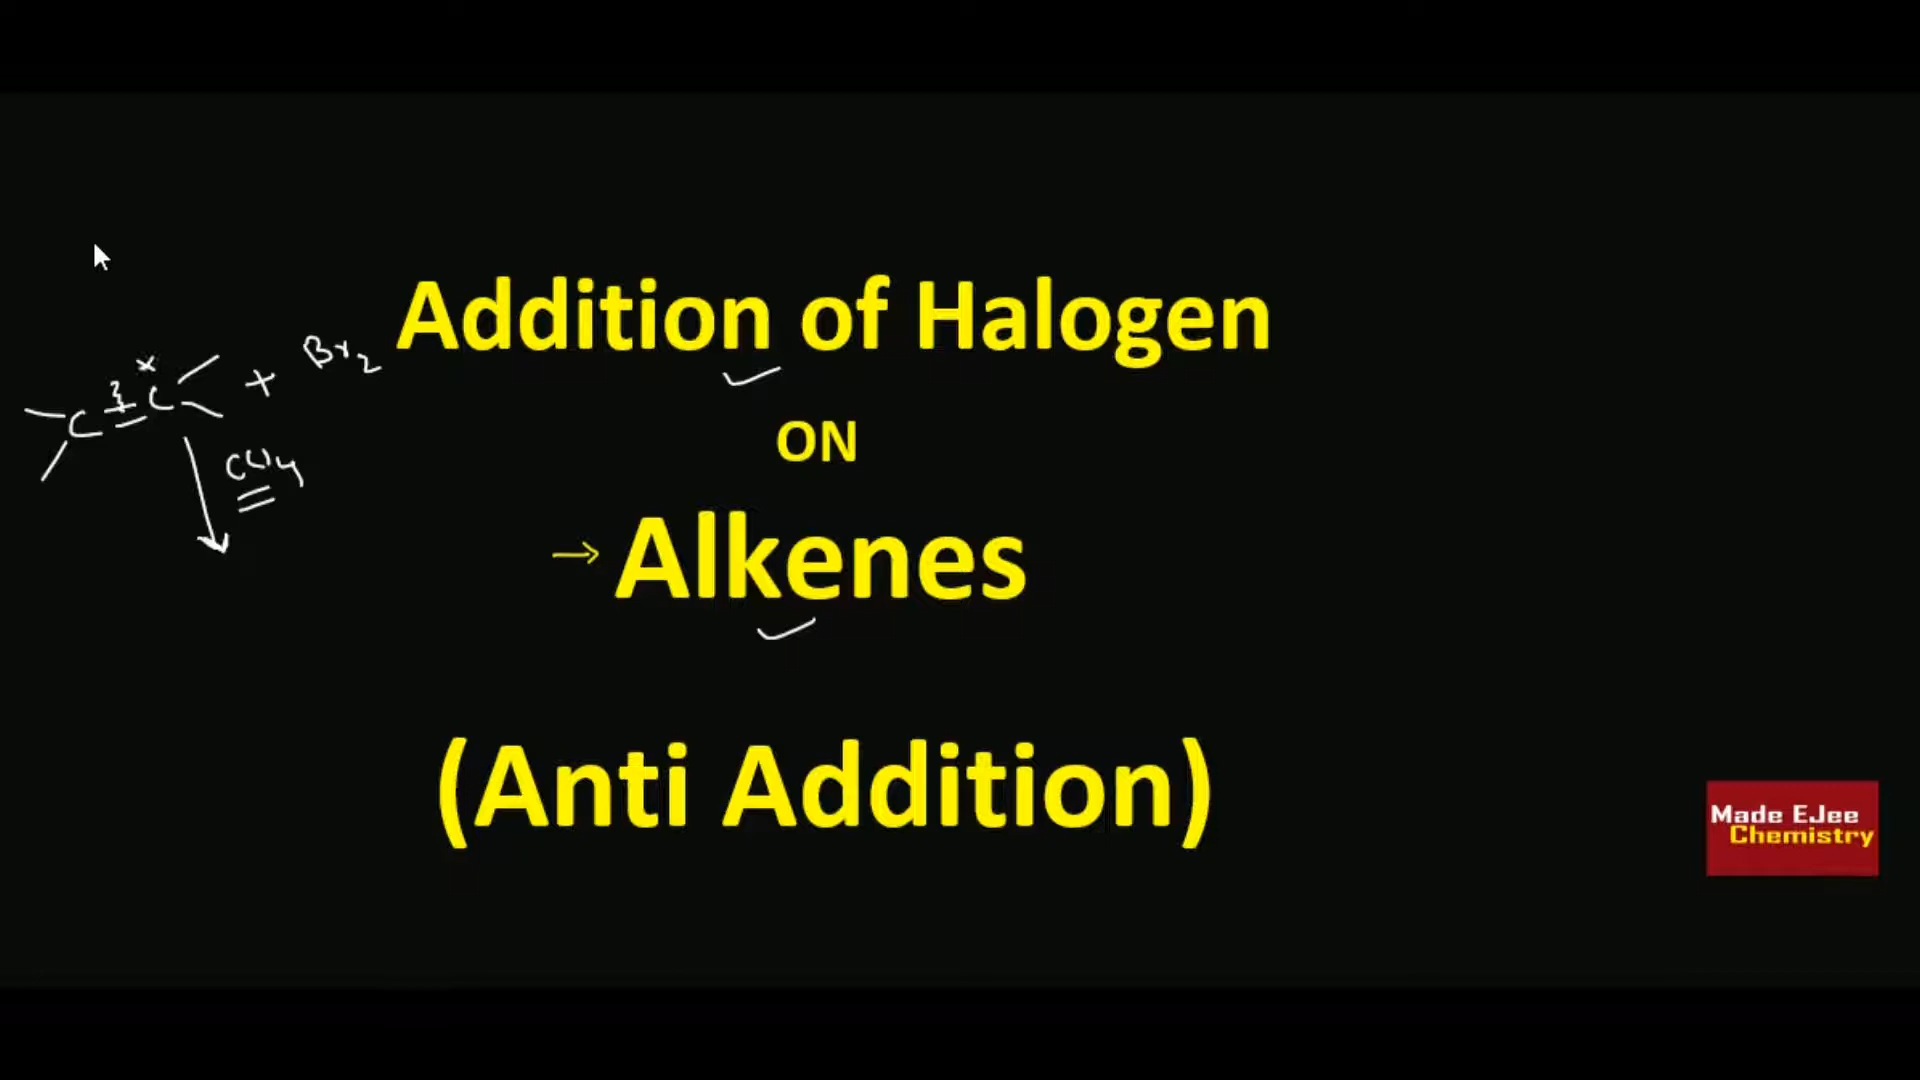 Addition of Halogen
ON
→ Alkenes
(Anti Addition)
C=C + Br2
CCl4
Made EJee
Chemistry